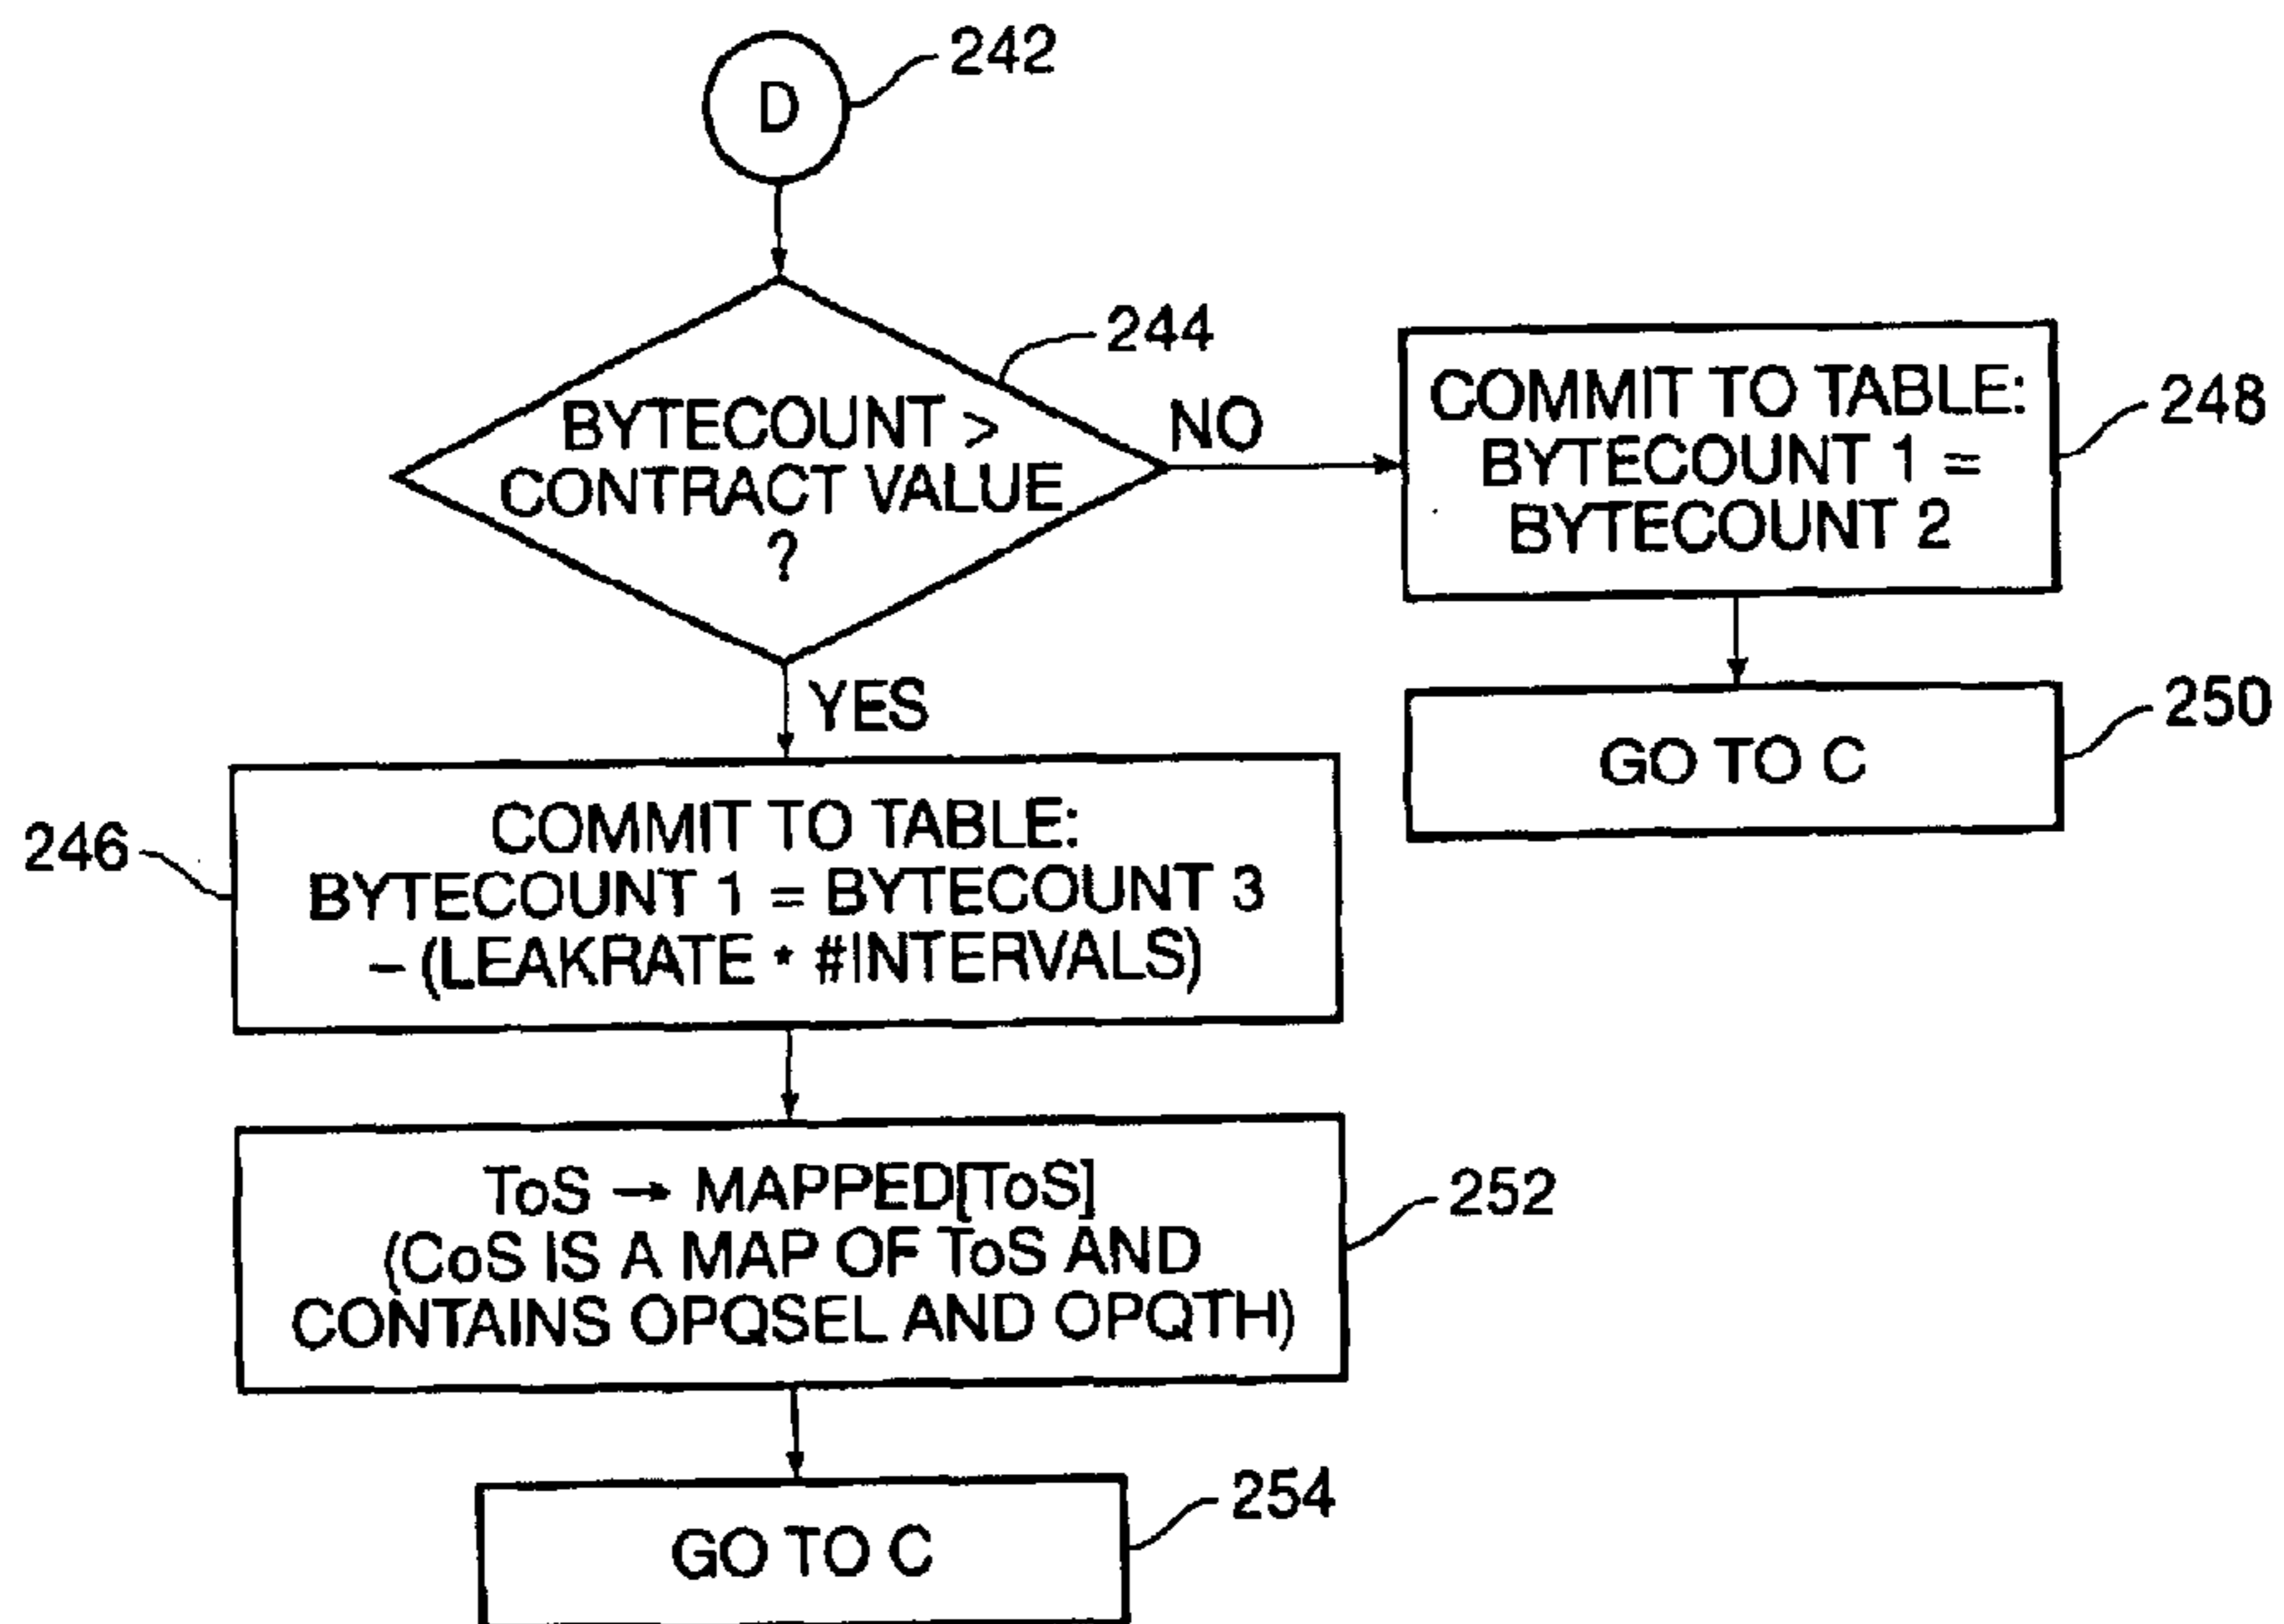 D
242
244
BYTECOUNT >
CONTRACT VALUE
?
NO
YES
COMMIT TO TABLE:
BYTECOUNT 1 =
BYTECOUNT 2
248
GO TO C
250
246
COMMIT TO TABLE:
BYTECOUNT 1 = BYTECOUNT 3
– (LEAKRATE * #INTERVALS)
ToS → MAPPED[ToS]
(CoS IS A MAP OF ToS AND
CONTAINS OPQSEL AND OPQTH)
252
GO TO C
254